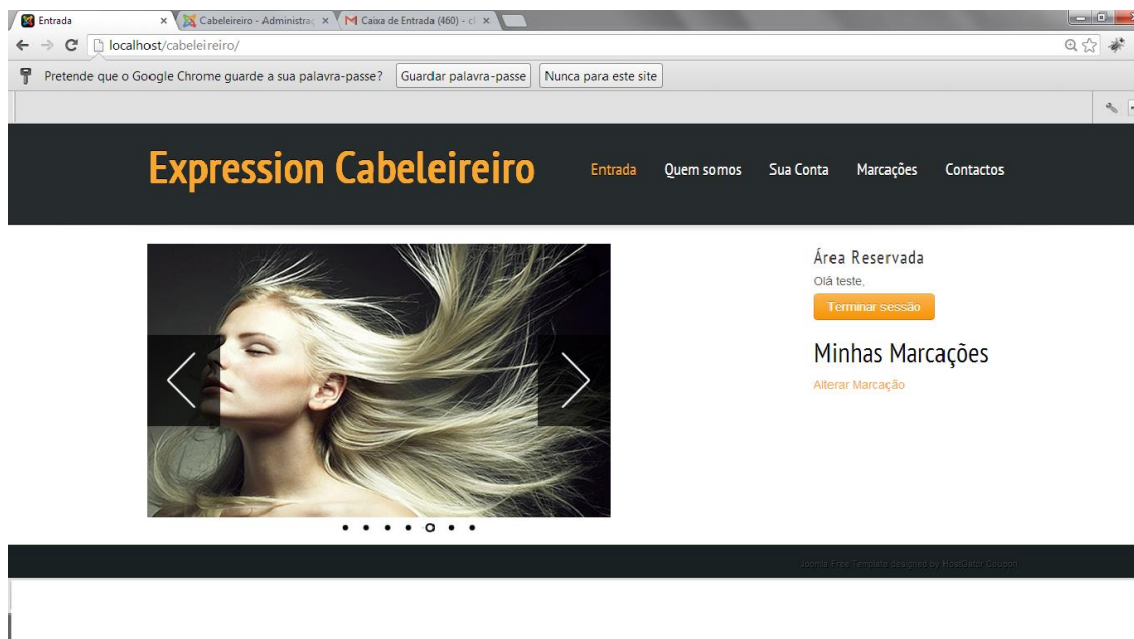 Entrada
Cabeleireiro - Administraç
Caixa de Entrada (460) - cl
localhost/cabeleireiro/
Pretende que o Google Chrome guarde a sua palavra-passe?
Guardar palavra-passe
Nunca para este site
Expression Cabeleireiro
Entrada
Quem somos
Sua Conta
Marcações
Contactos
Área Reservada
Olá teste,
Terminar sessão
Minhas Marcações
Alterar Marcação
Joomla Free Template designed by HostGator Coupon